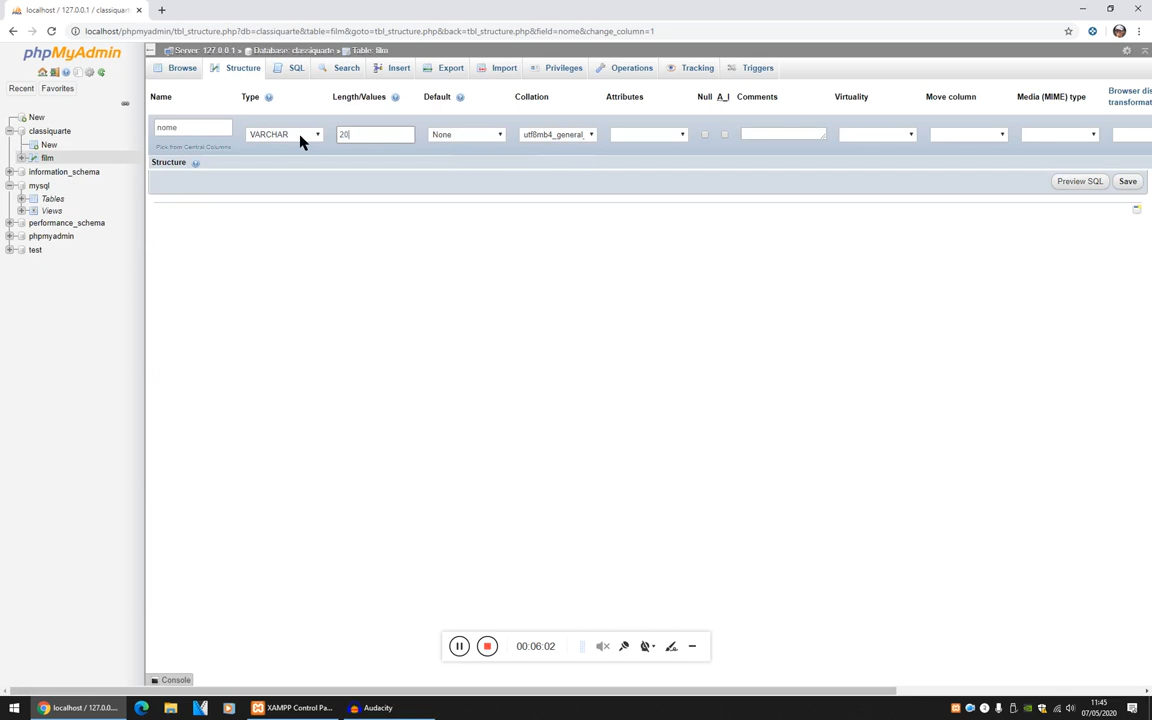 localhost / 127.0.0.1 / classiquarte
localhost/phpmyadmin/tbl_structure.php?db=classiquarte&table=film&goto=tbl_structure.php&back=tbl_structure.php&field=nome&change_column=1
phpMyAdmin
Recent
Favorites
New
classiquarte
New
film
information_schema
mysql
Tables
Views
performance_schema
phpmyadmin
test
Server: 127.0.0.1 » Database: classiquarte » Table: film
Browse Structure SQL Search Insert Export Import Privileges Operations Tracking Triggers
Name Type Length/Values Default Collation Attributes Null A_I Comments Virtuality Move column Media (MIME) type Browser dis
transformat
nome VARCHAR 20 None utf8mb4_general_
Pick from Central Columns
Structure
Preview SQL Save
00:06:02
Console
localhost / 127.0.0.... XAMPP Control Pa... Audacity
11:45
07/05/2020